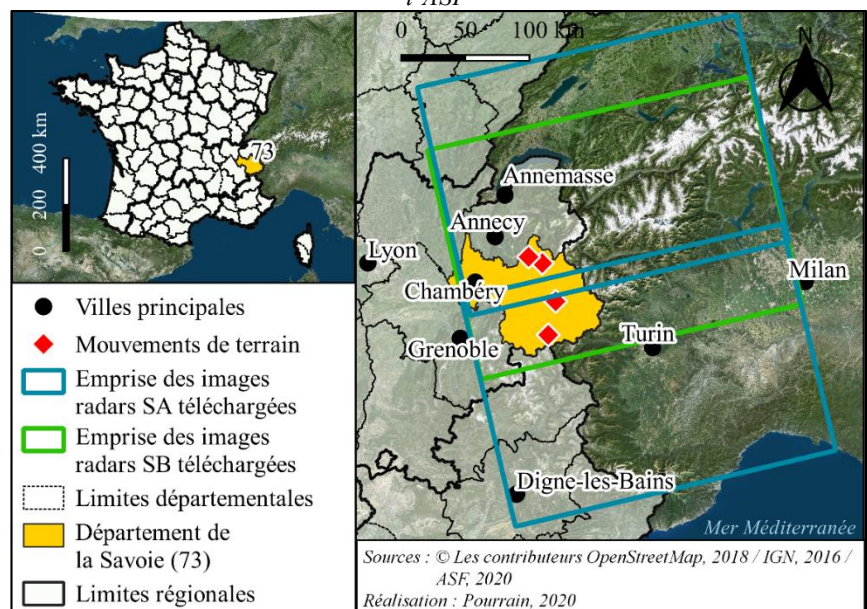 l'ASF
73
400 km
200
0
0 50 100 km
N
Annemasse
Annecy
Lyon
Chambéry
Milan
Grenoble
Turin
Digne-les-Bains
Mer Méditerranée
Villes principales
Mouvements de terrain
Emprise des images
radars SA téléchargées
Emprise des images
radars SB téléchargées
Limites départementales
Département de
la Savoie (73)
Limites régionales
Sources : © Les contributeurs OpenStreetMap, 2018 / IGN, 2016 /
ASF, 2020
Réalisation : Pourrain, 2020